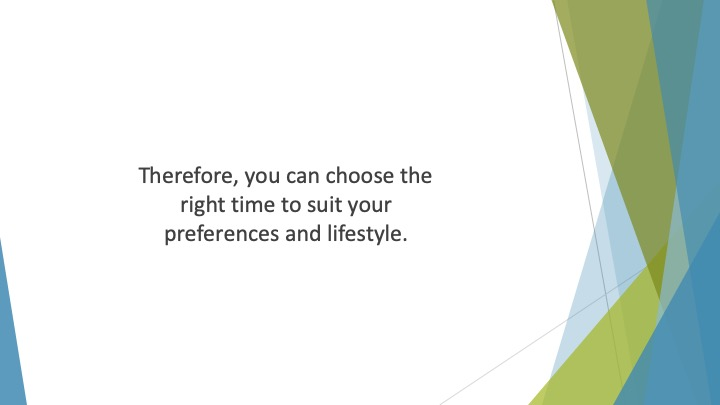 Therefore, you can choose the
right time to suit your
preferences and lifestyle.